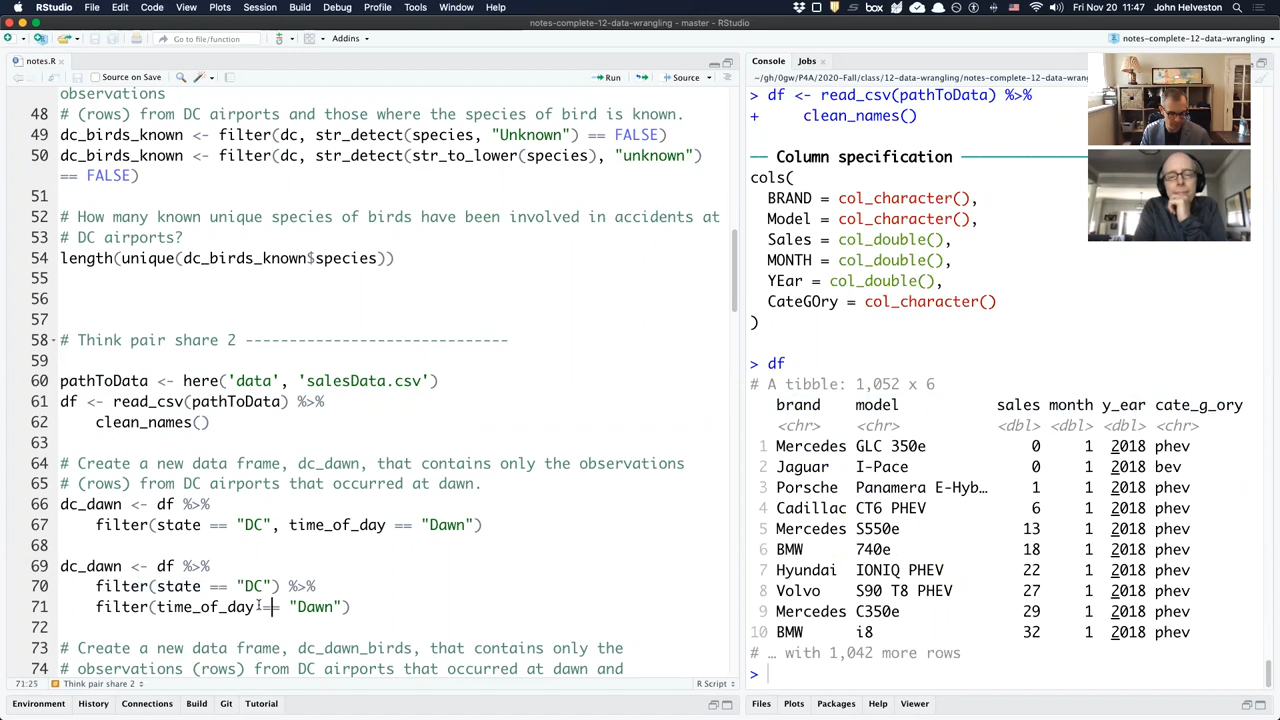 RStudio File Edit Code View Plots Session Build Debug Profile Tools Window Help
box
Fri Nov 20 11:47 John Helveston
notes-complete-12-data-wrangling - master - RStudio
Go to file/function
Addins
notes-complete-12-data-wrangling
notes.R
Source on Save
Run
Source
observations
48 # (rows) from DC airports and those where the species of bird is known.
49 dc_birds_known <- filter(dc, str_detect(species, "Unknown") == FALSE)
50 dc_birds_known <- filter(dc, str_detect(str_to_lower(species), "unknown")
== FALSE)
51
52 # How many known unique species of birds have been involved in accidents at
53 # DC airports?
54 length(unique(dc_birds_known$species))
55
56
57
58 # Think pair share 2 ------------------------------
59
60 pathToData <- here('data', 'salesData.csv')
61 df <- read_csv(pathToData) %>%
62 clean_names()
63
64 # Create a new data frame, dc_dawn, that contains only the observations
65 # (rows) from DC airports that occurred at dawn.
66 dc_dawn <- df %>%
67 filter(state == "DC", time_of_day == "Dawn")
68
69 dc_dawn <- df %>%
70 filter(state == "DC") %>%
71 filter(time_of_day == "Dawn")
72
73 # Create a new data frame, dc_dawn_birds, that contains only the
74 # observations (rows) from DC airports that occurred at dawn and
71:25 Think pair share 2 R Script
Environment History Connections Build Git Tutorial
Console Jobs
~/gh/0gw/P4A/2020-Fall/class/12-data-wrangling/notes-complete-12-data-wrang
> df <- read_csv(pathToData) %>%
+ clean_names()
── Column specification ──
cols(
BRAND = col_character(),
Model = col_character(),
Sales = col_double(),
MONTH = col_double(),
YEar = col_double(),
CateGOry = col_character()
)
> df
# A tibble: 1,052 x 6
brand model sales month y_ear cate_g_ory
<chr> <chr> <dbl> <dbl> <dbl> <chr>
1 Mercedes GLC 350e 0 1 2018 phev
2 Jaguar I-Pace 0 1 2018 bev
3 Porsche Panamera E-Hyb… 1 1 2018 phev
4 Cadillac CT6 PHEV 6 1 2018 phev
5 Mercedes S550e 13 1 2018 phev
6 BMW 740e 18 1 2018 phev
7 Hyundai IONIQ PHEV 22 1 2018 phev
8 Volvo S90 T8 PHEV 27 1 2018 phev
9 Mercedes C350e 29 1 2018 phev
10 BMW i8 32 1 2018 phev
# … with 1,042 more rows
>
Files Plots Packages Help Viewer